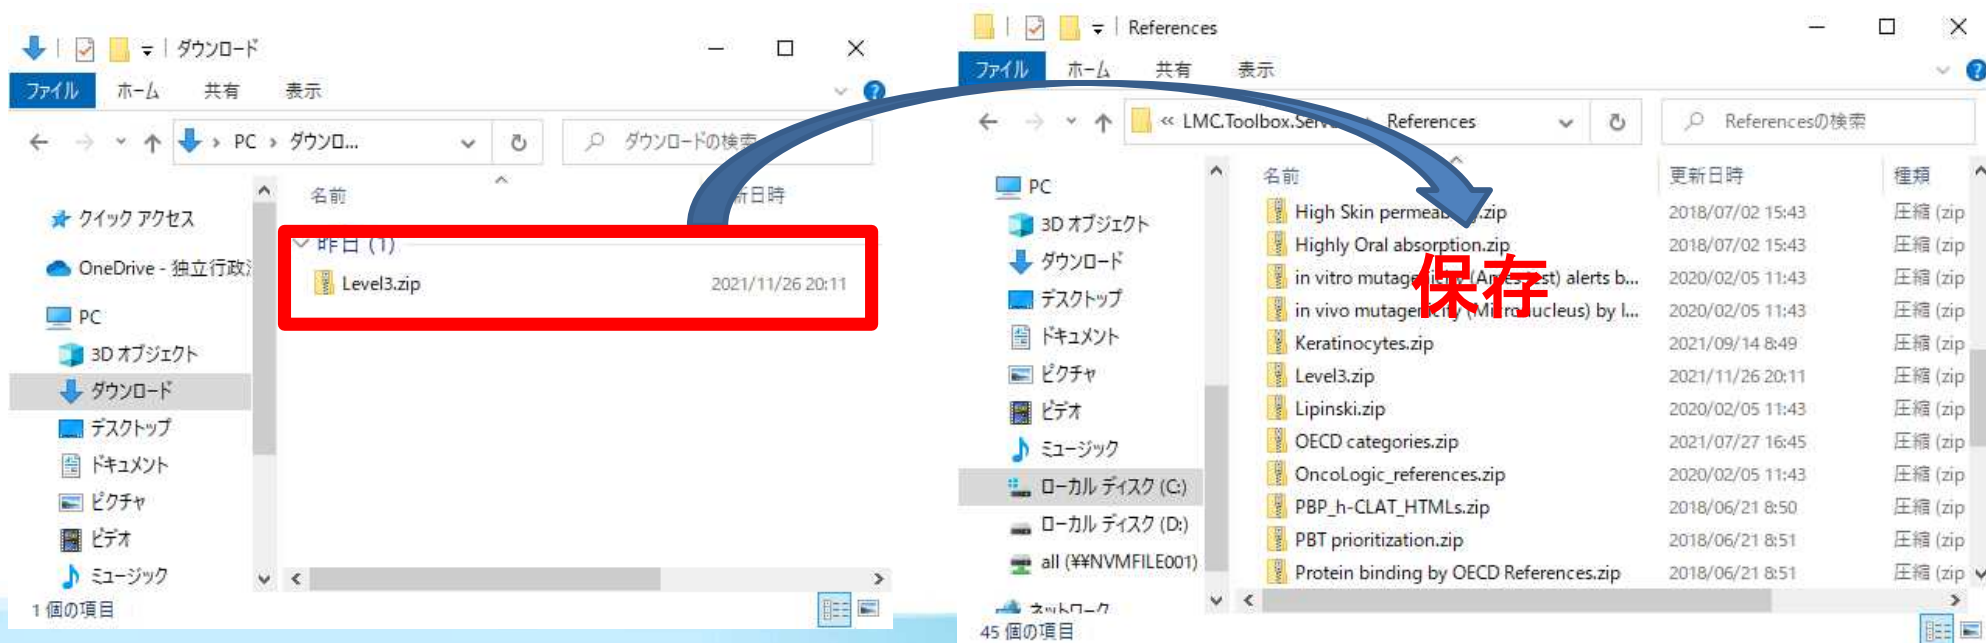 ダウンロード
ファイル ホーム 共有 表示
PC ダウンロ...
ダウンロードの検索
クイック アクセス
OneDrive - 独立行政
PC
3D オブジェクト
ダウンロード
デスクトップ
ドキュメント
ピクチャ
ビデオ
ミュージック
名前 新日時
昨日 (1)
Level3.zip 2021/11/26 20:11
1 個の項目
References
ファイル ホーム 共有 表示
« LMC.Toolbox.Serv References
Referencesの検索
PC
3D オブジェクト
ダウンロード
デスクトップ
ドキュメント
ピクチャ
ビデオ
ミュージック
ローカル ディスク (C:)
ローカル ディスク (D:)
all (¥¥NVMFILE001)
ネットワーク
名前 更新日時 種類
High Skin .zip 2018/07/02 15:43 圧縮 (zip
Highly Oral absorption.zip 2018/07/02 15:43 圧縮 (zip
in vitro (Ames test) alerts b... 2020/02/05 11:43 圧縮 (zip
in vivo mutagenicity (Micronucleus) by I... 2020/02/05 11:43 圧縮 (zip
Keratinocytes.zip 2021/09/14 8:49 圧縮 (zip
Level3.zip 2021/11/26 20:11 圧縮 (zip
Lipinski.zip 2020/02/05 11:43 圧縮 (zip
OECD categories.zip 2021/07/27 16:45 圧縮 (zip
OncoLogic_references.zip 2020/02/05 11:43 圧縮 (zip
PBP_h-CLAT_HTMLs.zip 2018/06/21 8:50 圧縮 (zip
PBT prioritization.zip 2018/06/21 8:51 圧縮 (zip
Protein binding by OECD References.zip 2018/06/21 8:51 圧縮 (zip
保存
45 個の項目